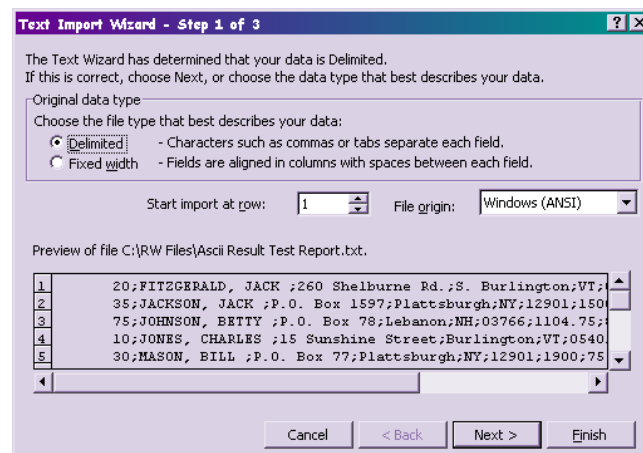 Text Import Wizard - Step 1 of 3
The Text Wizard has determined that your data is Delimited.
If this is correct, choose Next, or choose the data type that best describes your data.
Original data type
Choose the file type that best describes your data:
Delimited - Characters such as commas or tabs separate each field.
Fixed width - Fields are aligned in columns with spaces between each field.
Start import at row: 1 File origin: Windows (ANSI)
Preview of file C:\RW Files\Ascii Result Test Report.txt.
1 20;FITZGERALD, JACK ;260 Shelburne Rd.;S. Burlington;VT;
2 35;JACKSON, JACK ;P.O. Box 1597;Plattsburgh;NY;12901;150
3 75;JOHNSON, BETTY ;P.O. Box 78;Lebanon;NH;03766;1104.75;
4 10;JONES, CHARLES ;15 Sunshine Street;Burlington;VT;0540
5 30;MASON, BILL ;P.O. Box 77;Plattsburgh;NY;12901;1900;75
Cancel < Back Next > Finish